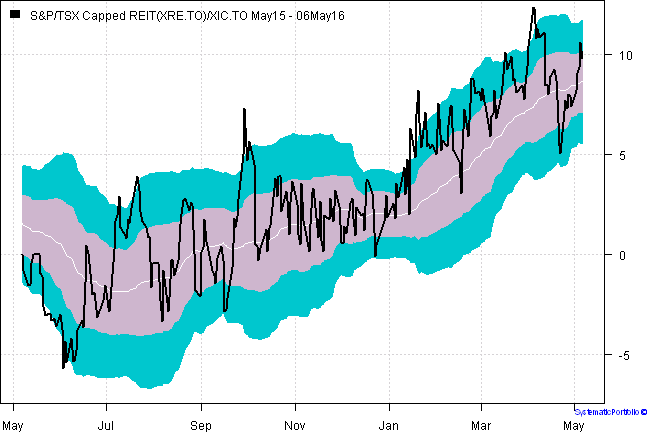 S&P/TSX Capped REIT(XRE.TO)/XIC.TO May15 - 06May16
10
5
0
-5
May Jul Sep Nov Jan Mar May
SystematicPortfolio ©